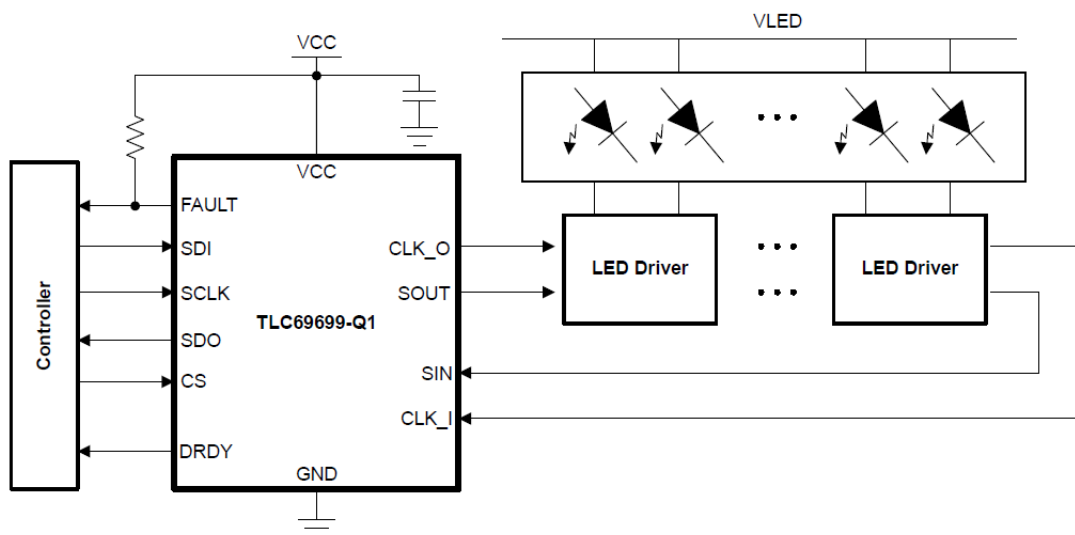 VLED
VCC
VCC
FAULT
SDI
SCLK
SDO
CS
DRDY
Controller
TLC69699-Q1
CLK_O
SOUT
SIN
CLK_I
GND
LED Driver
LED Driver